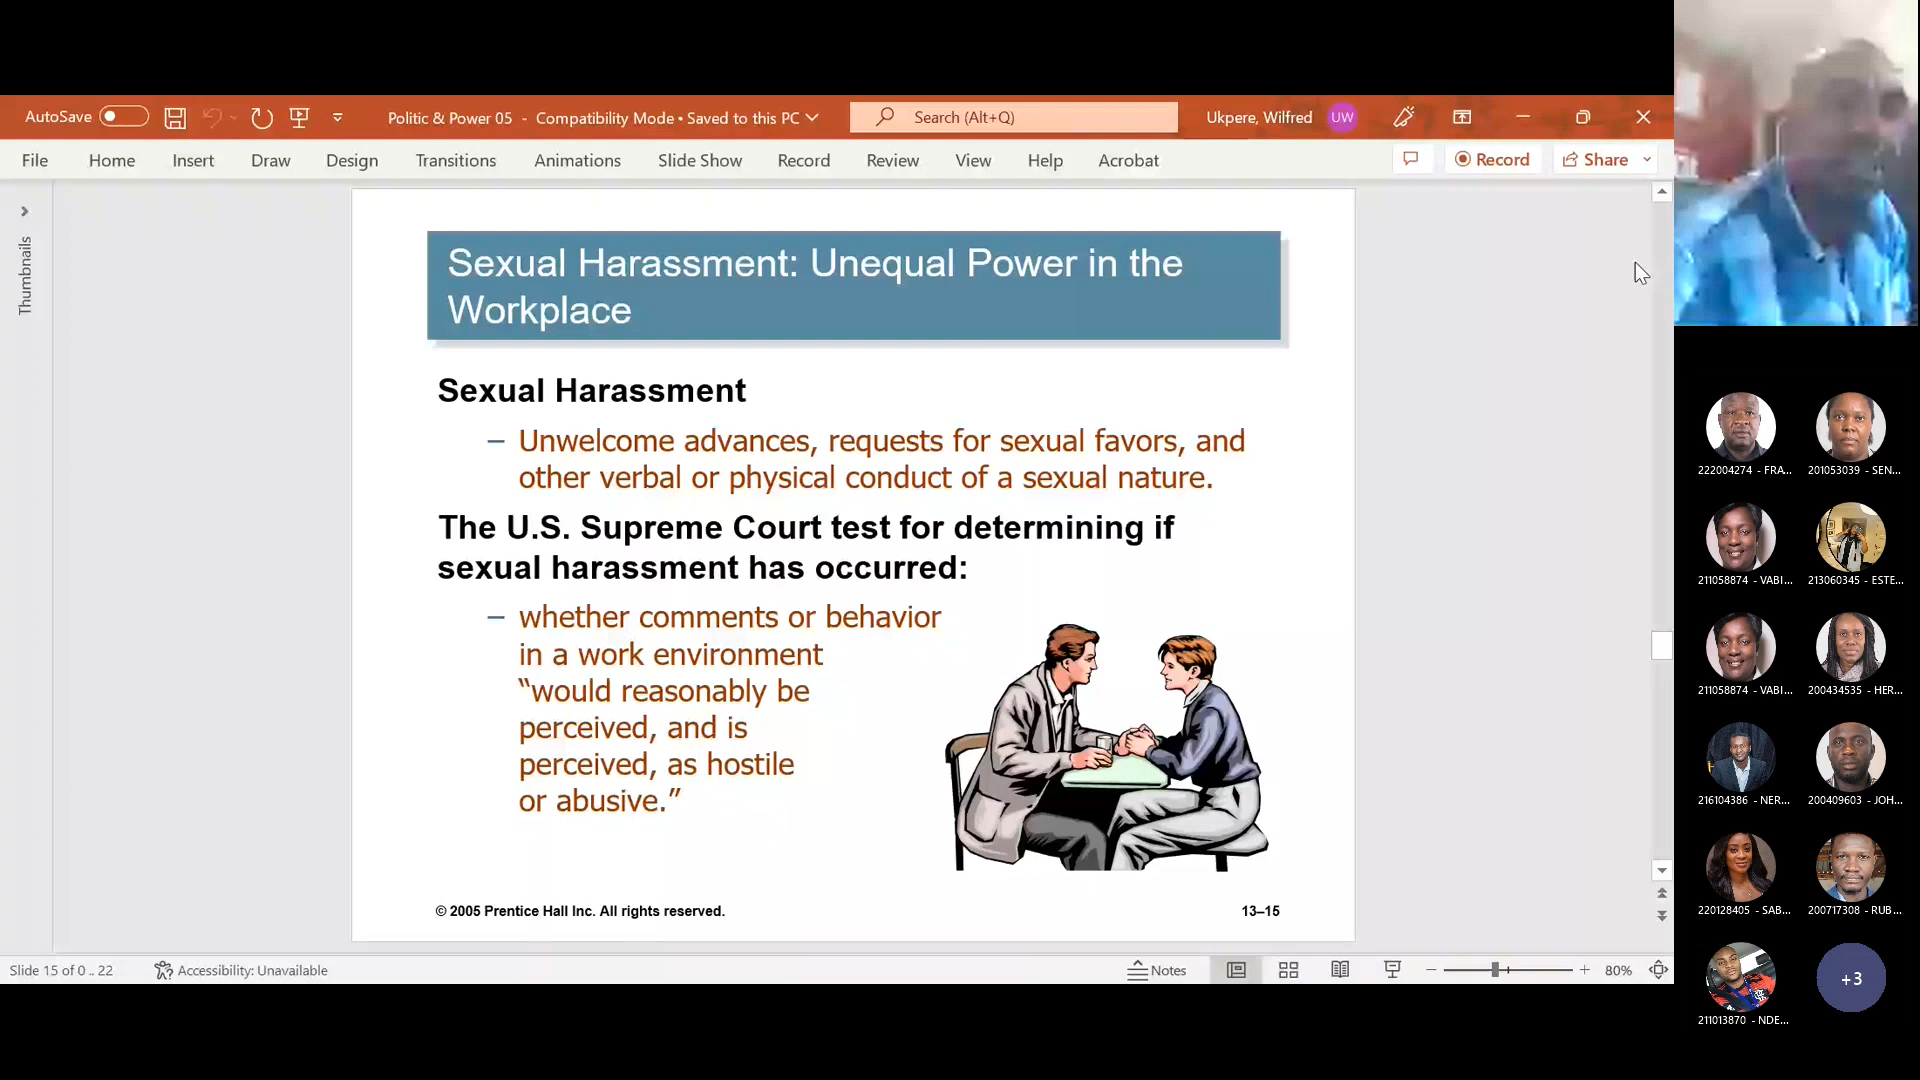 AutoSave
Politic & Power 05 - Compatibility Mode • Saved to this PC
Search (Alt+Q)
Ukpere, Wilfred
UW
File Home Insert Draw Design Transitions Animations Slide Show Record Review View Help Acrobat
Record
Share
Thumbnails
Sexual Harassment: Unequal Power in the
Workplace
Sexual Harassment
– Unwelcome advances, requests for sexual favors, and
other verbal or physical conduct of a sexual nature.
The U.S. Supreme Court test for determining if
sexual harassment has occurred:
– whether comments or behavior
in a work environment
“would reasonably be
perceived, and is
perceived, as hostile
or abusive.”
© 2005 Prentice Hall Inc. All rights reserved.
13–15
Slide 15 of 0 .. 22
Accessibility: Unavailable
Notes
80%
222004274 - FRA...
201053039 - SEN...
211058874 - VABI...
213060345 - ESTE...
211058874 - VABI...
200434535 - HER...
216104386 - NER...
200409603 - JOH...
220128405 - SAB...
200717308 - RUB...
211013870 - NDE...
+3